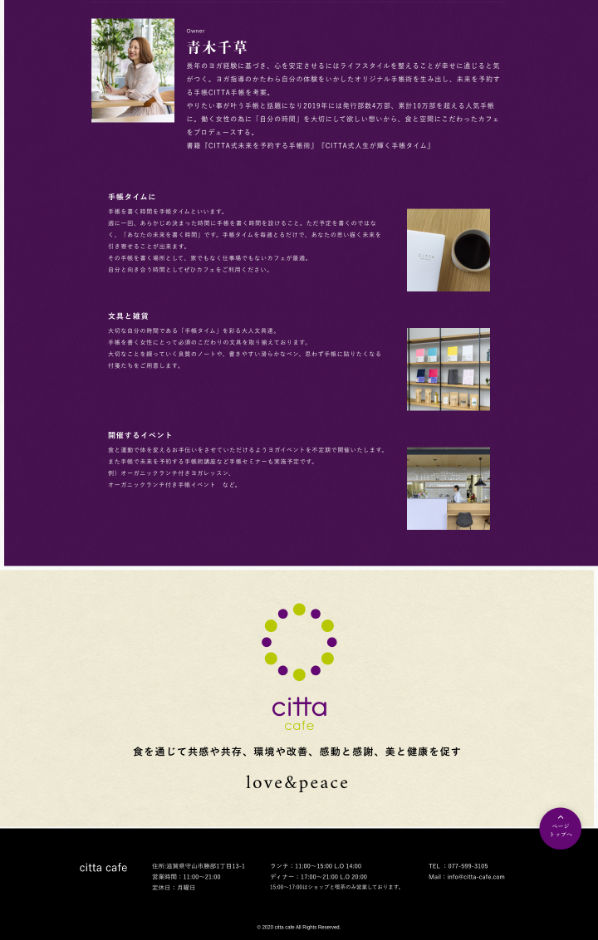 Owner
青木千草
長年のヨガ経験に基づき、心を安定させるにはライフスタイルを整えることが幸せに通じると気
がつく。ヨガ指導のかたわら自分の体験をいかしたオリジナル手帳術を生み出し、未来を予約す
る手帳CITTA手帳を考案。
やりたい事が叶う手帳と話題になり2019年には発行部数4万部、累計10万部を超える人気手帳
に。働く女性の為に「自分の時間」を大切にして欲しい想いから、食と空間にこだわったカフェ
をプロデュースする。
書籍『CITTA式未来を予約する手帳術』『CITTA式人生が輝く手帳タイム』
手帳タイムに
手帳を書く時間を手帳タイムといいます。
週に一回、あらかじめ決まった時間に手帳を書く時間を設けること。ただ予定を書くのではな
く、「あなたの未来を書く時間」です。手帳タイムを毎週とるだけで、あなたの思い描く未来を
引き寄せることが出来ます。
その手帳を書く場所として、家でもなく仕事場でもないカフェが最適。
自分と向き合う時間としてぜひカフェをご利用ください。
文具と雑貨
大切な自分の時間である「手帳タイム」を彩る大人文具達。
手帳を書く女性にとって必須のこだわりの文具を取り揃えております。
大切なことを綴っていく良質のノートや、書きやすい滑らかなペン、思わず手帳に貼りたくなる
付箋たちをご用意します。
開催するイベント
食と運動で体を変えるお手伝いをさせていただけるようヨガイベントを不定期で開催いたします。
また手帳で未来を予約する手帳術講座など手帳セミナーも実施予定です。
例）オーガニックランチ付きヨガレッスン、
オーガニックランチ付き手帳イベント　など。
citta
cafe
食を通じて共感や共存、環境や改善、感動と感謝、美と健康を促す
love&peace
ページ
トップへ
citta cafe
住所:滋賀県守山市勝部1丁目13-1
営業時間：11:00〜21:00
定休日：月曜日
ランチ：11:00〜15:00 L.O 14:00
ディナー：17:00〜21:00 L.O 20:00
15:00〜17:00はショップと喫茶のみ営業しております。
TEL：077-599-3105
Mail：info@citta-cafe.com
© 2020 citta cafe All Rights Reserved.